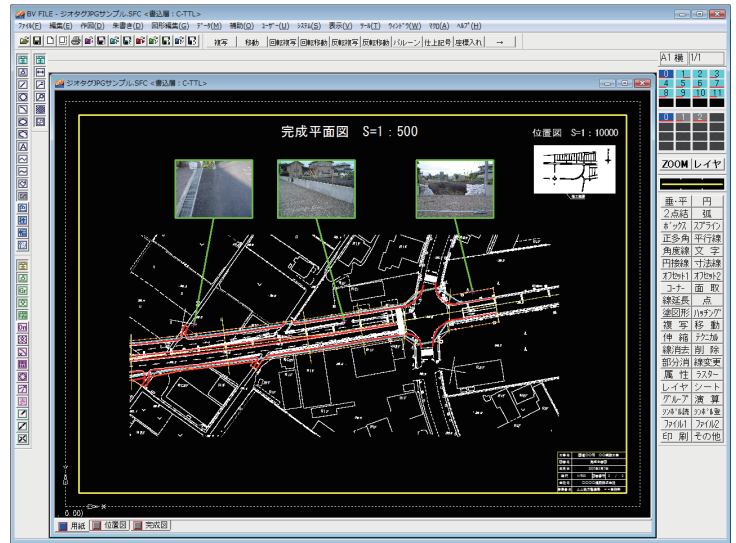 BV FILE - ジオタグJPGサンプル.SFC <書込層：C-TTL>
ﾌｧｲﾙ(F) 編集(E) 作図(D) 朱書き(C) 図形編集(G) ﾃﾞｰﾀ(M) 補助(O) ﾕｰｻﾞｰ(U) ｼｽﾃﾑ(S) 表示(V) ﾂｰﾙ(T) ｳｨﾝﾄﾞｳ(W) ﾏｸﾛ(A) ﾍﾙﾌﾟ(H)
複写 移動 回転複写 回転移動 反転複写 反転移動 バルーン 仕上記号 座標入れ →
A1 横 1/1
ジオタグJPGサンプル.SFC <書込層：C-TTL>
0 1 2 3
4 5 6 7
8 9 10 11
0 1 2
完成平面図 S=1：500
位置図 S=1：10000
ZOOM レイヤ
垂・平 円
2点結 弧
ﾎﾞｯｸｽ ｽﾌﾟﾗｲﾝ
正多角 平行線
角度線 文 字
円接線 寸法線
ｵﾌｾｯﾄ1 ｵﾌｾｯﾄ2
ｺｰﾅｰ 面 取
線延長 点
塗図形 ﾊｯﾁﾝｸﾞ
複 写 移 動
伸 縮 ﾃｸﾆｶﾙ
線消去 削 除
部分消 線変更
属 性 ﾗｽﾀｰ
レイヤ シート
グループ 演 算
ｼﾝﾎﾞﾙ読 ｼﾝﾎﾞﾙ登
ﾌｧｲﾙ1 ﾌｧｲﾙ2
印 刷 その他
完成平面図
0.00)
用紙 位置図 完成図